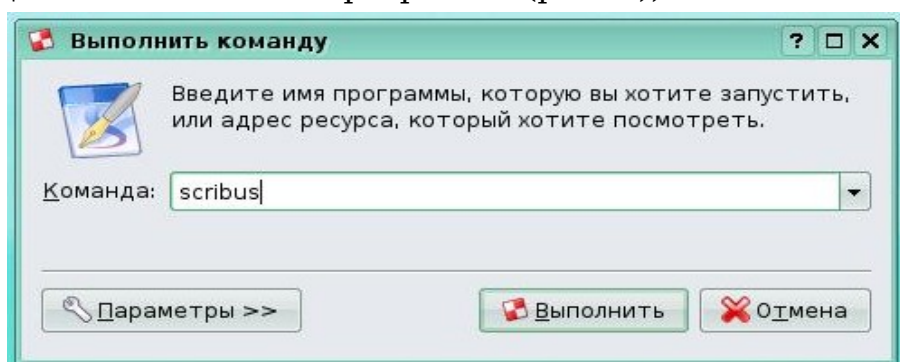 Выполнить команду
Введите имя программы, которую вы хотите запустить,
или адрес ресурса, который хотите посмотреть.
Команда: scribus
Параметры >> Выполнить Отмена